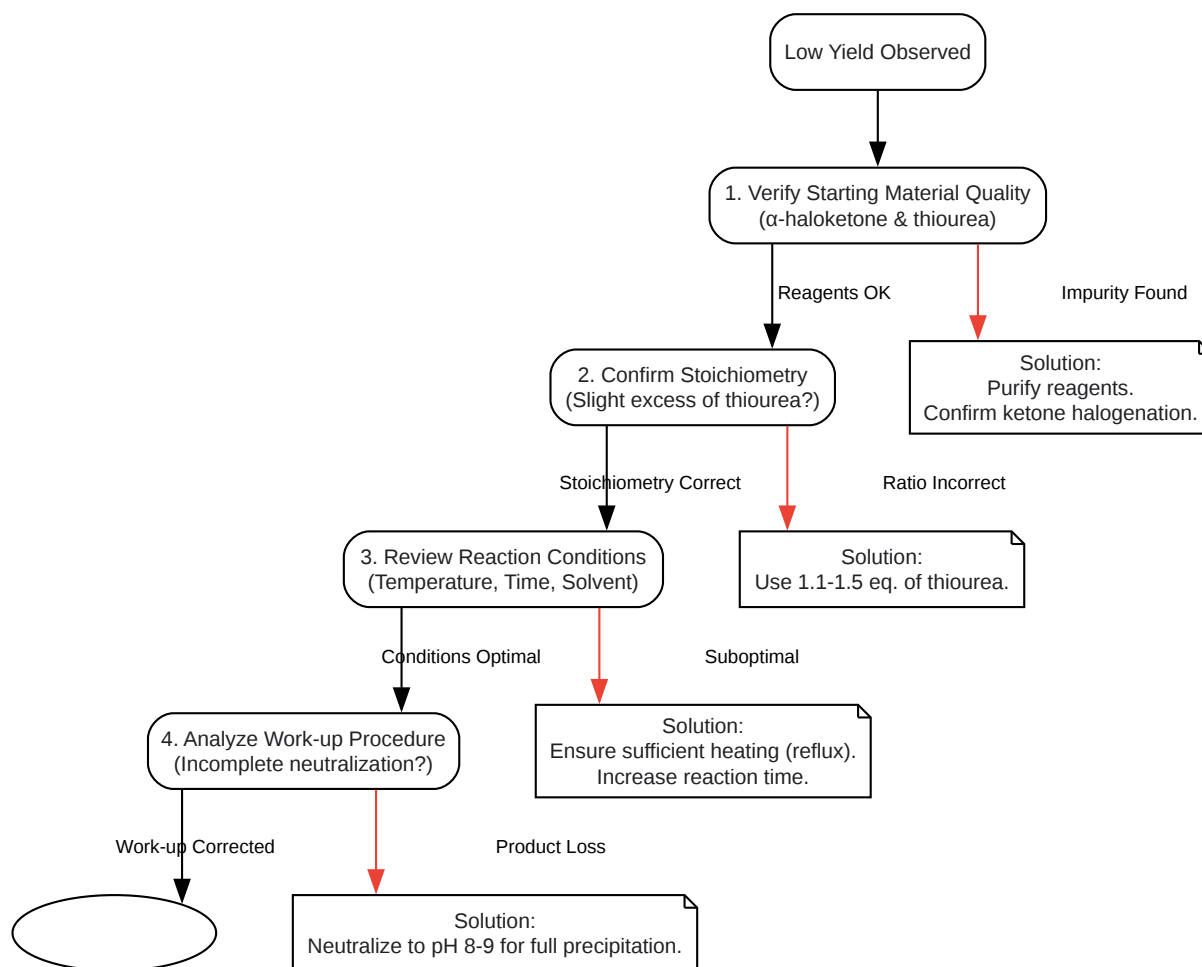 Low Yield Observed
1. Verify Starting Material Quality
(α-haloketone & thiourea)
Reagents OK
Impurity Found
Solution:
Purify reagents.
Confirm ketone halogenation.
2. Confirm Stoichiometry
(Slight excess of thiourea?)
Stoichiometry Correct
Ratio Incorrect
Solution:
Use 1.1-1.5 eq. of thiourea.
3. Review Reaction Conditions
(Temperature, Time, Solvent)
Conditions Optimal
Suboptimal
Solution:
Ensure sufficient heating (reflux).
Increase reaction time.
4. Analyze Work-up Procedure
(Incomplete neutralization?)
Work-up Corrected
Product Loss
Solution:
Neutralize to pH 8-9 for full precipitation.